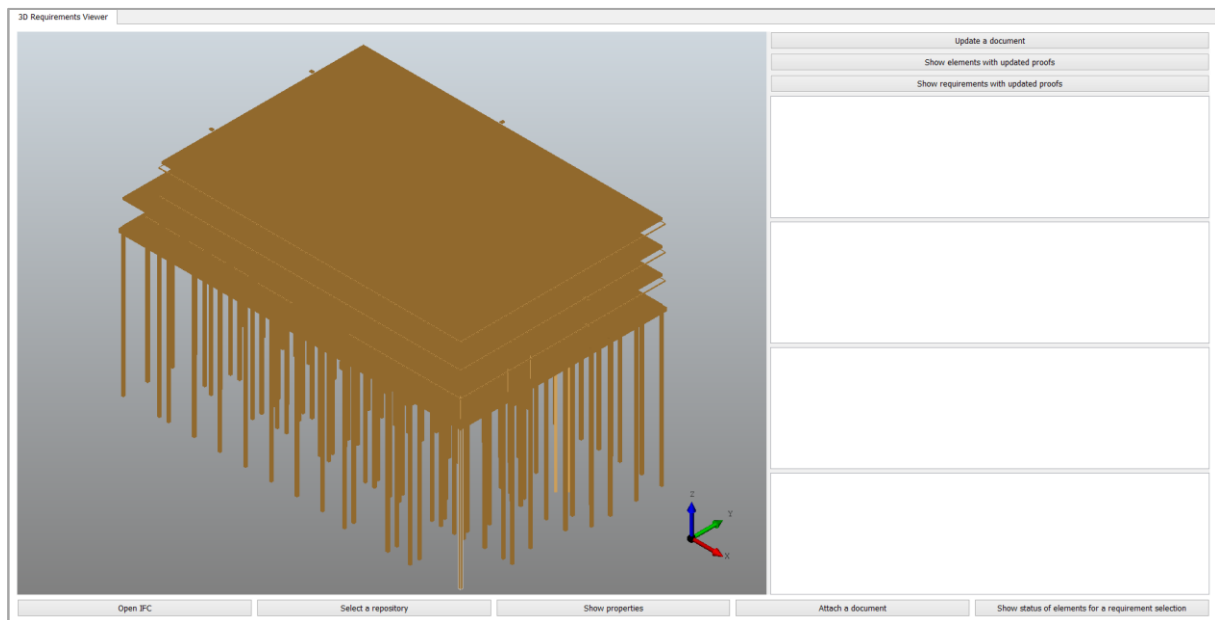 3D Requirements Viewer
Update a document
Show elements with updated proofs
Show requirements with updated proofs
Z
Y
X
Open IFC
Select a repository
Show properties
Attach a document
Show status of elements for a requirement selection